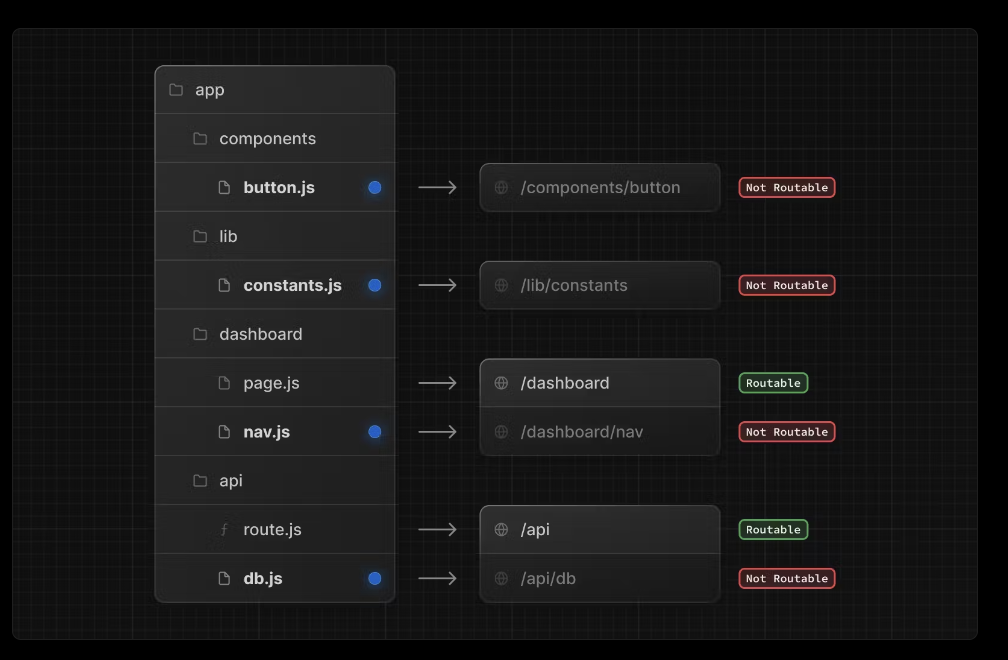 app
components
button.js
/components/button
Not Routable
lib
constants.js
/lib/constants
Not Routable
dashboard
page.js
/dashboard
Routable
nav.js
/dashboard/nav
Not Routable
api
route.js
/api
Routable
db.js
/api/db
Not Routable